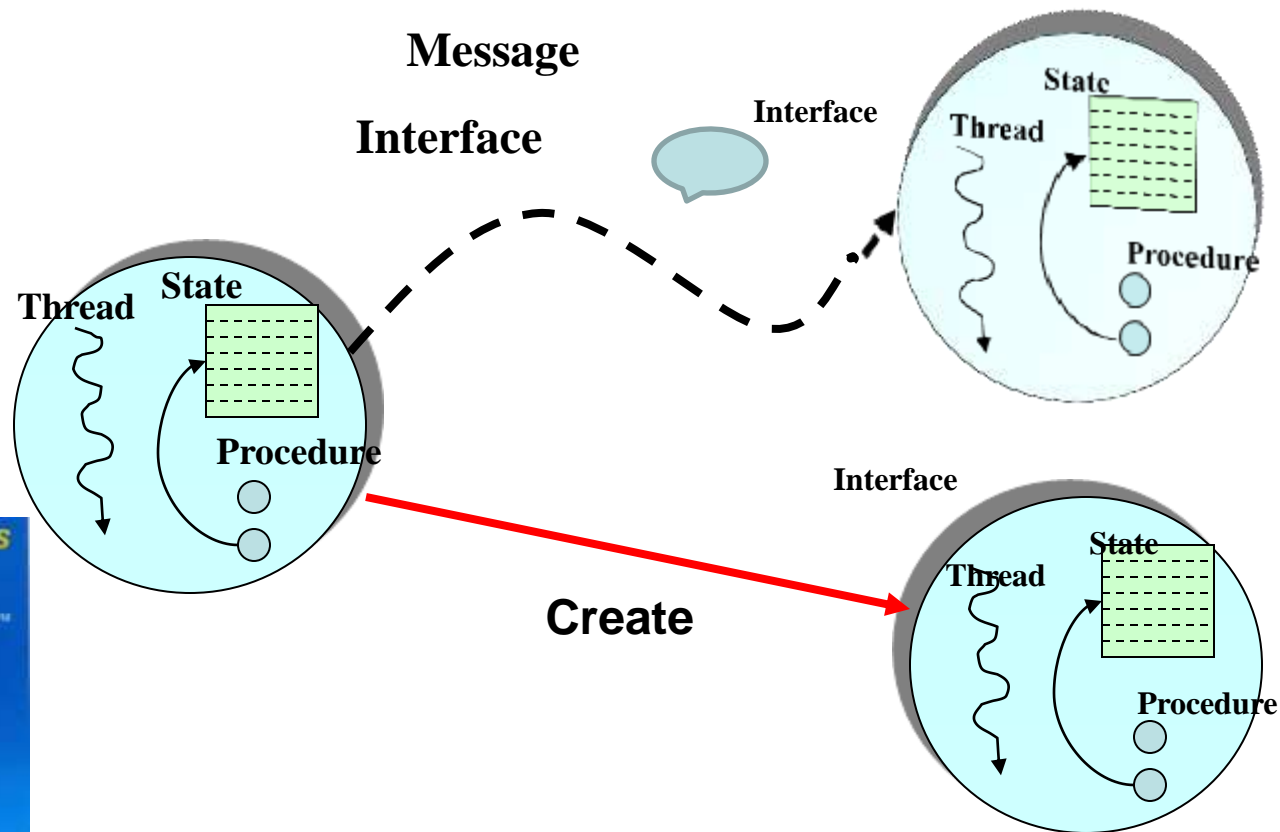 Message
Interface
Interface
State
Thread
Procedure
State
Thread
Procedure
Interface
State
Thread
Procedure
Create